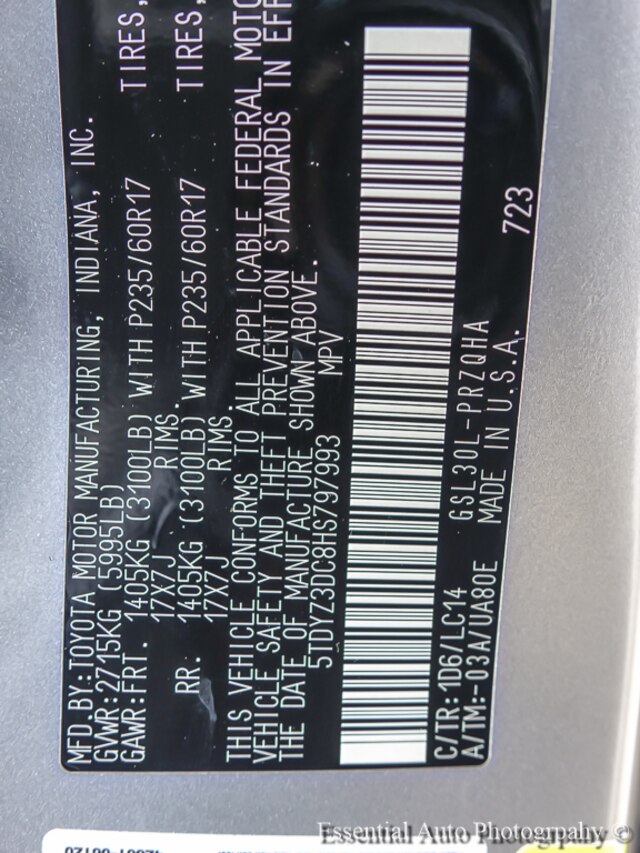 MFD.BY:TOYOTA MOTOR MANUFACTURING, INDIANA, INC.
GVWR:2715KG (5995LB)
GAWR:FRT. 1405KG (3100LB) WITH P235/60R17 TIRES,
17X7J RIMS.
RR: 1405KG (3100LB) WITH P235/60R17 TIRES,
17X7J RIMS.
THIS VEHICLE CONFORMS TO ALL APPLICABLE FEDERAL
VEHICLE SAFETY AND THEFT PREVENTION STANDARDS IN
THE DATE OF MANUFACTURE SHOWN ABOVE.
5TDYZ3DC8HS797993 MPV
723
C/TR:1D6/LC14 GSL30L-PRZQHA
A/TM:-03A/UA80E MADE IN U.S.A.
Essential Auto Photography ©